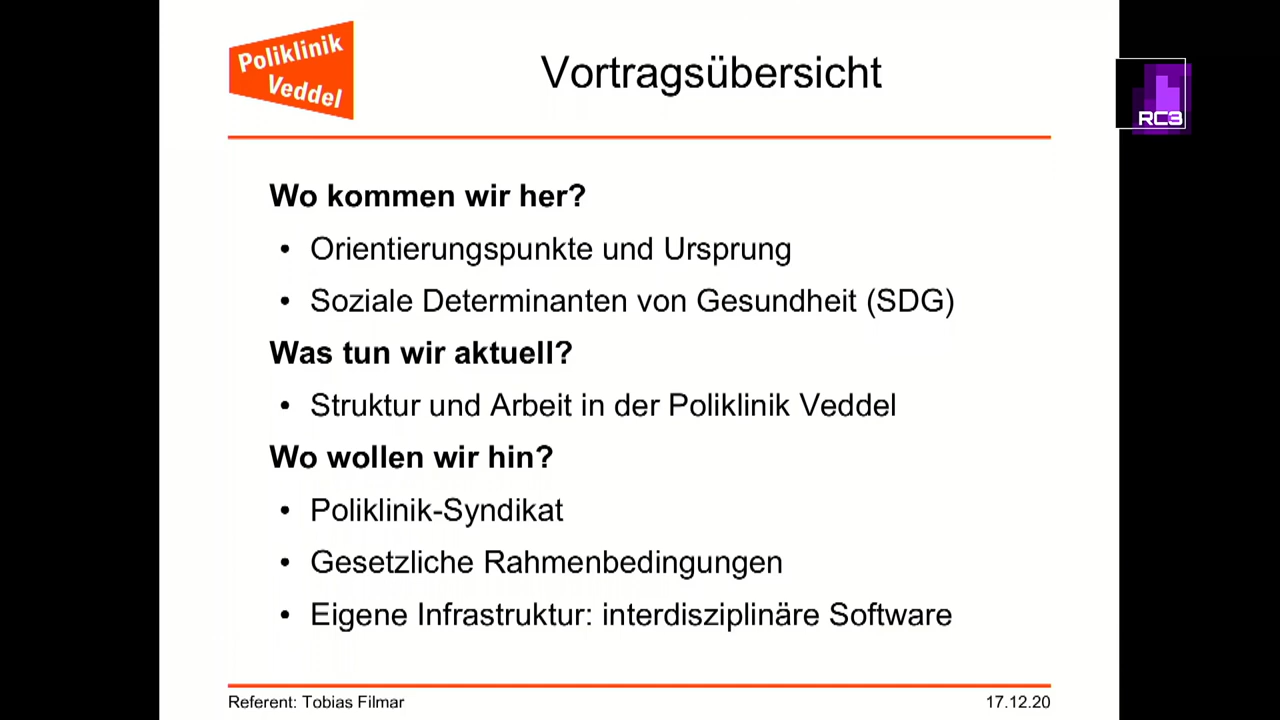 Poliklinik
Veddel
Vortragsübersicht
RC3
Wo kommen wir her?
• Orientierungspunkte und Ursprung
• Soziale Determinanten von Gesundheit (SDG)
Was tun wir aktuell?
• Struktur und Arbeit in der Poliklinik Veddel
Wo wollen wir hin?
• Poliklinik-Syndikat
• Gesetzliche Rahmenbedingungen
• Eigene Infrastruktur: interdisziplinäre Software
Referent: Tobias Filmar
17.12.20